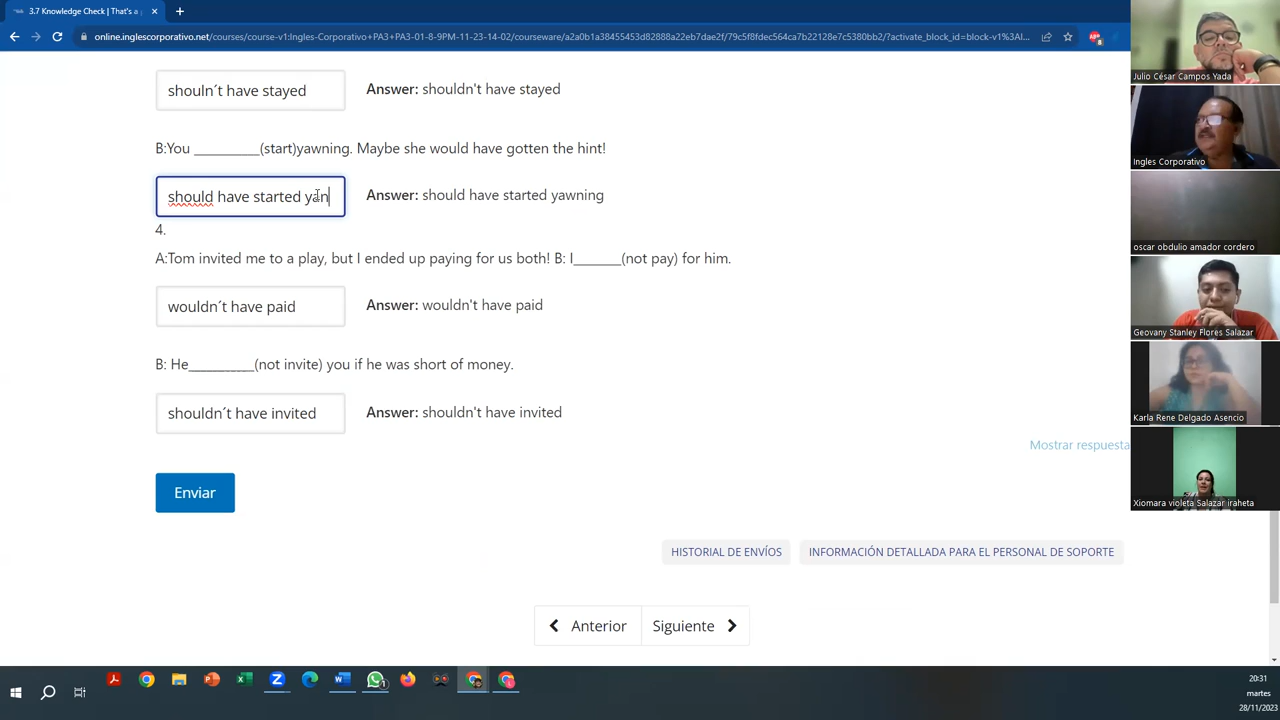 3.7 Knowledge Check | That's a
online.inglescorporativo.net/courses/course-v1:Ingles-Corporativo+PA3+PA3-01-8-9PM-11-23-14-02/courseware/a2a0b1a38455453d82888a22eb7dae2f/79c5f8fdec564ca7b22128e7c5380bb2/?activate_block_id=block-v1%3AI...
shouln´t have stayed
Answer: shouldn't have stayed
B:You __________(start)yawning. Maybe she would have gotten the hint!
should have started yan
Answer: should have started yawning
4.
A:Tom invited me to a play, but I ended up paying for us both! B: I_______(not pay) for him.
wouldn´t have paid
Answer: wouldn't have paid
B: He__________(not invite) you if he was short of money.
shouldn´t have invited
Answer: shouldn't have invited
Mostrar respuesta
Enviar
HISTORIAL DE ENVÍOS
INFORMACIÓN DETALLADA PARA EL PERSONAL DE SOPORTE
Anterior
Siguiente
Julio César Campos Yada
Ingles Corporativo
oscar obdulio amador cordero
Geovany Stanley Flores Salazar
Karla Rene Delgado Asencio
Xiomara violeta Salazar iraheta
20:31
martes
28/11/2023